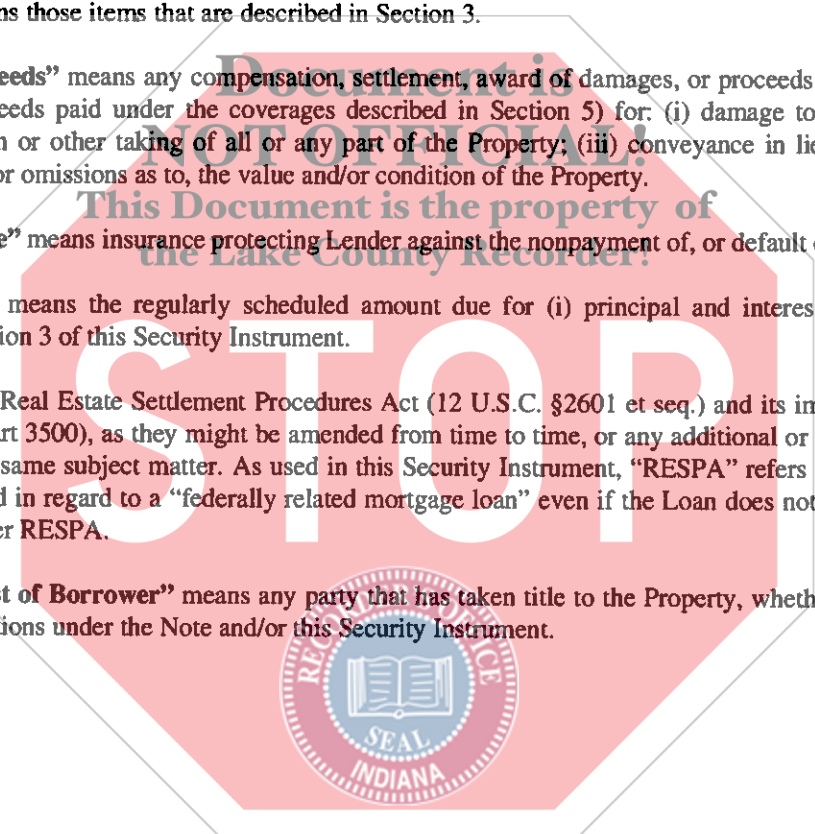 ns those items that are described in Section 3.
Document is
eeds” means any compensation, settlement, award of damages, or proceeds
eeds paid under the coverages described in Section 5) for: (i) damage to
n or other taking of all or any part of the Property; (iii) conveyance in lie
NOT OFFICIAL!
or omissions as to, the value and/or condition of the Property.
This Document is the property of
e” means insurance protecting Lender against the nonpayment of, or default
the Lake County Recorder!
means the regularly scheduled amount due for (i) principal and interes
ion 3 of this Security Instrument.
STOP
Real Estate Settlement Procedures Act (12 U.S.C. §2601 et seq.) and its im
rt 3500), as they might be amended from time to time, or any additional or
same subject matter. As used in this Security Instrument, “RESPA” refers
d in regard to a “federally related mortgage loan” even if the Loan does not
er RESPA.
st of Borrower” means any party that has taken title to the Property, wheth
tions under the Note and/or this Security Instrument.
RECORDER'S OFFICE
SEAL
INDIANA